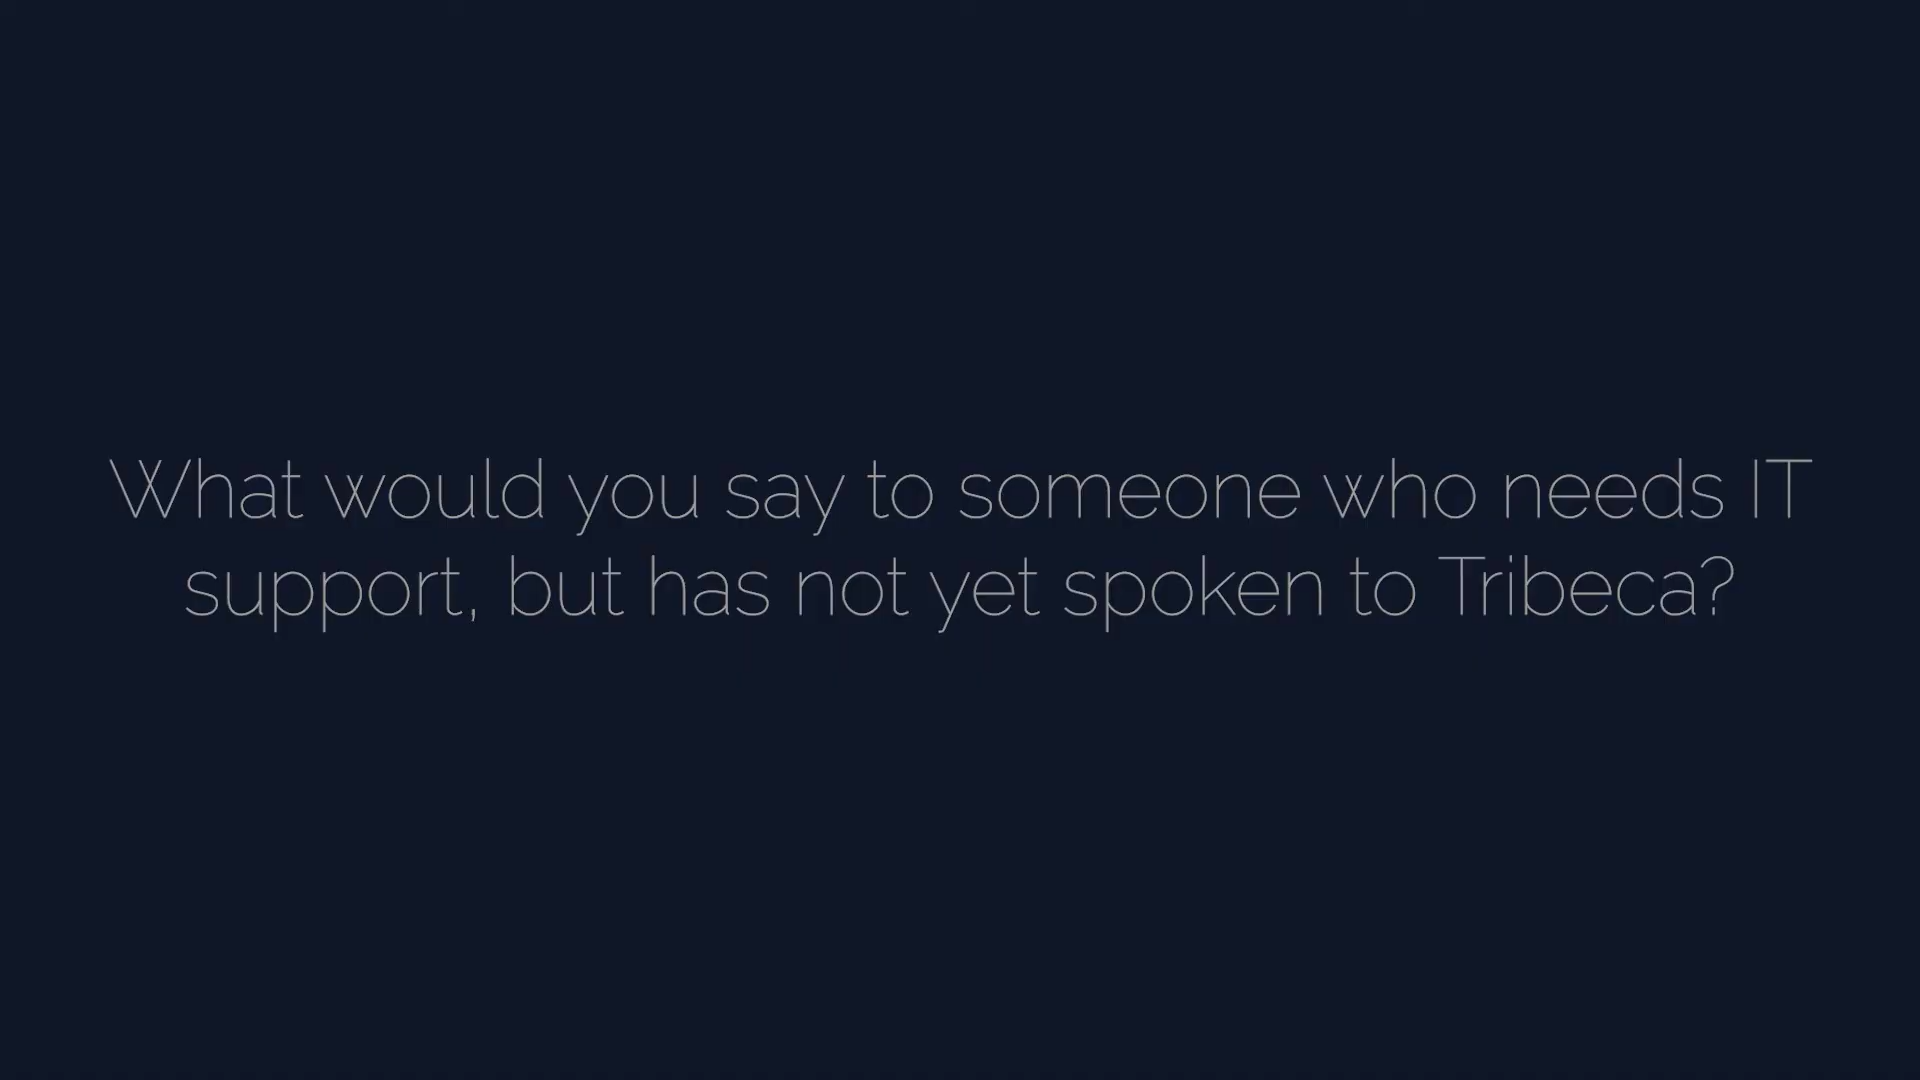 What would you say to someone who needs IT
support, but has not yet spoken to Tribeca?